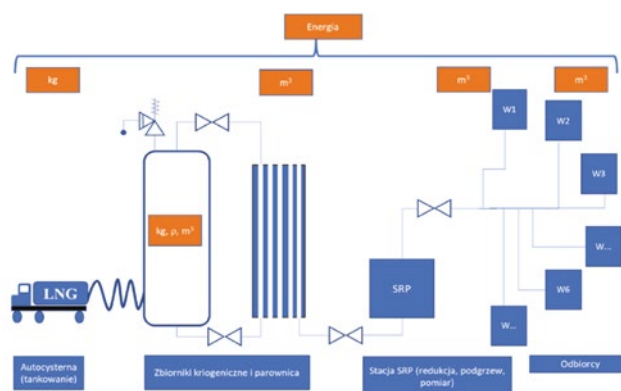 Energia
kg
m³
m³
m³
W1
W2
W3
kg, ρ, m³
W...
LNG
SRP
W6
W...
Autocysterna
(tankowanie)
Zbiorniki kriogeniczne i parownica
Stacja SRP (redukcja, podgrzew,
pomiar)
Odbiorcy